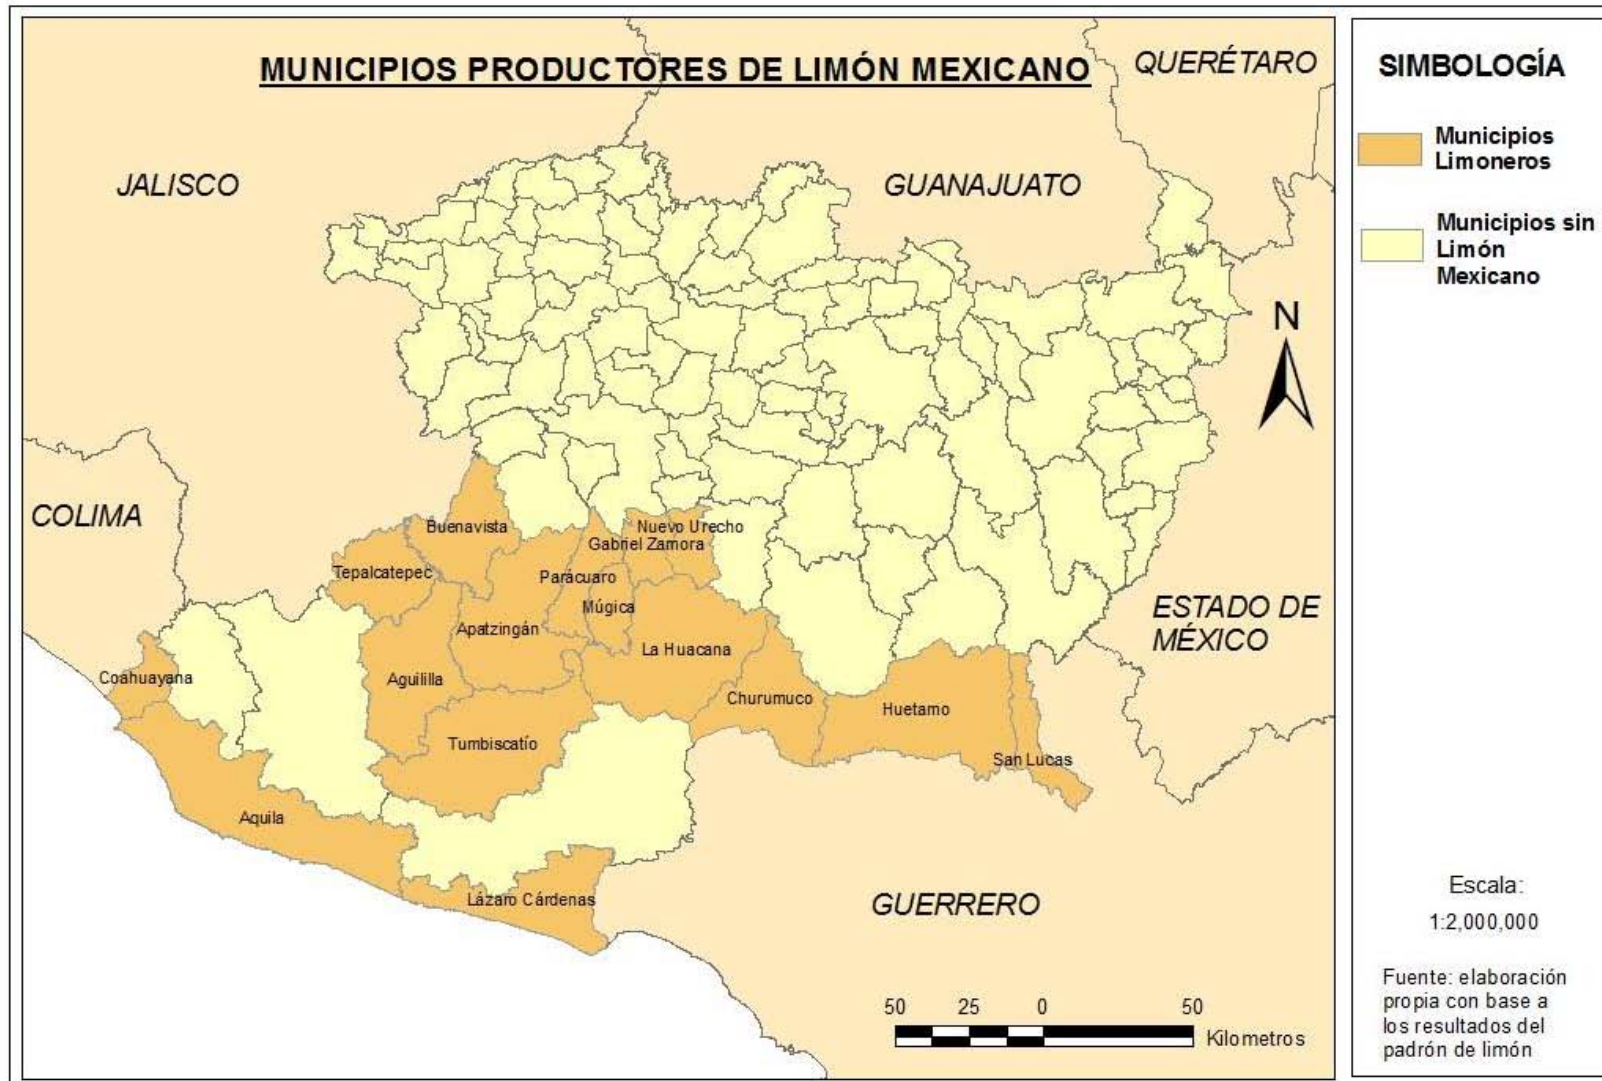 MUNICIPIOS PRODUCTORES DE LIMÓN MEXICANO
QUERÉTARO
JALISCO
GUANAJUATO
COLIMA
Buenavista
Nuevo Urecho
Gabriel Zamora
Tepalcatepec
Parácuaro
Múgica
Apatzingán
ESTADO DE
MÉXICO
La Huacana
Coahuayana
Aguililla
Churumuco
Huetamo
Tumbiscatío
San Lucas
Aquila
Lázaro Cárdenas
GUERRERO
50 25 0 50
Kilometros
SIMBOLOGÍA
Municipios
Limoneros
Municipios sin
Limón
Mexicano
N
Escala:
1:2,000,000
Fuente: elaboración
propia con base a
los resultados del
padrón de limón